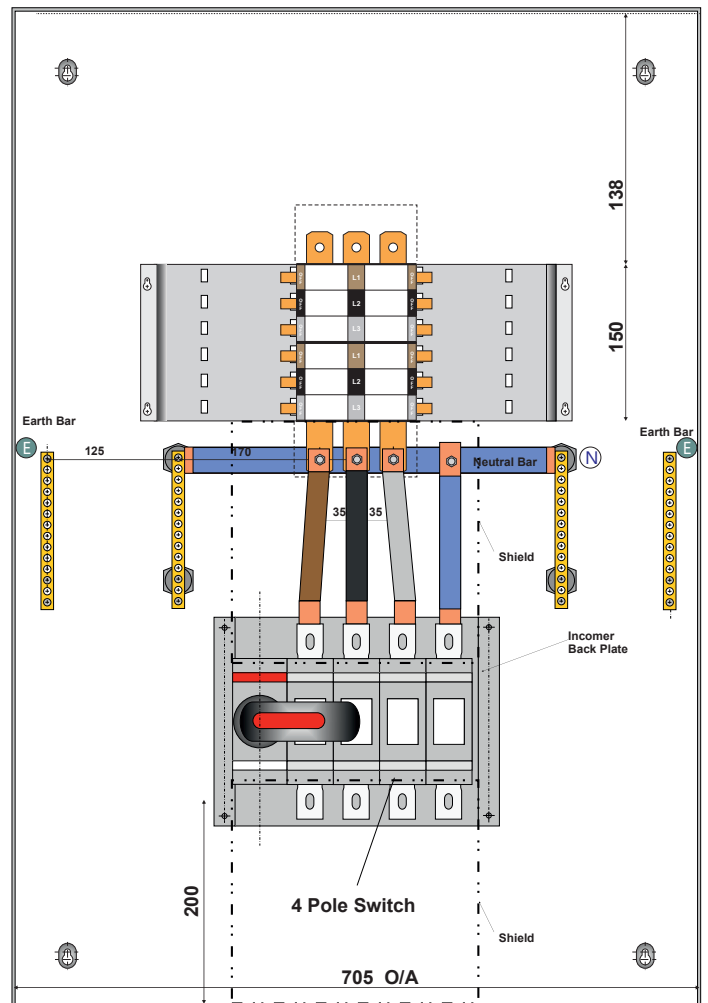 138
150
L1
L2
L3
L1
L2
L3
Earth Bar
Earth Bar
E
E
125
170
Neutral Bar
N
35
35
Shield
Incomer
Back Plate
200
4 Pole Switch
Shield
705 O/A